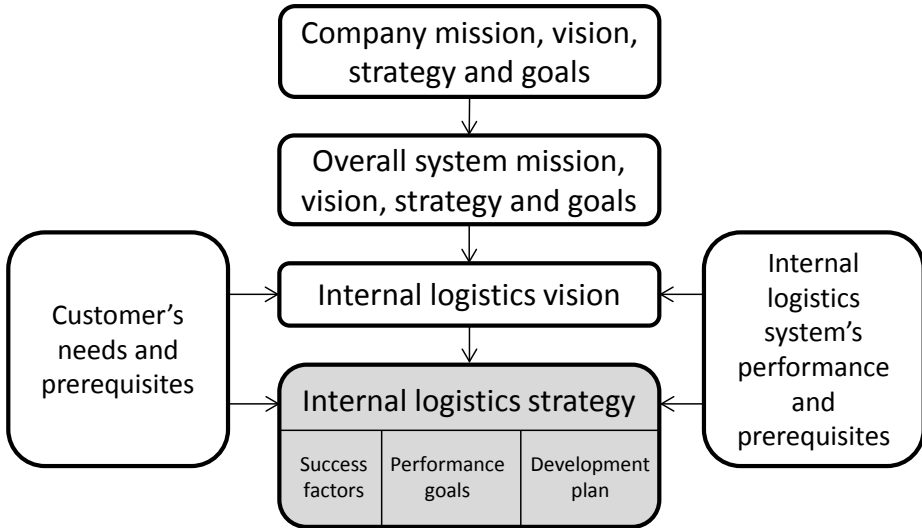 Company mission, vision,
strategy and goals
Overall system mission,
vision, strategy and goals
Customer's
needs and
prerequisites
Internal logistics vision
Internal
logistics
system's
performance
and
prerequisites
Internal logistics strategy
Success
factors
Performance
goals
Development
plan